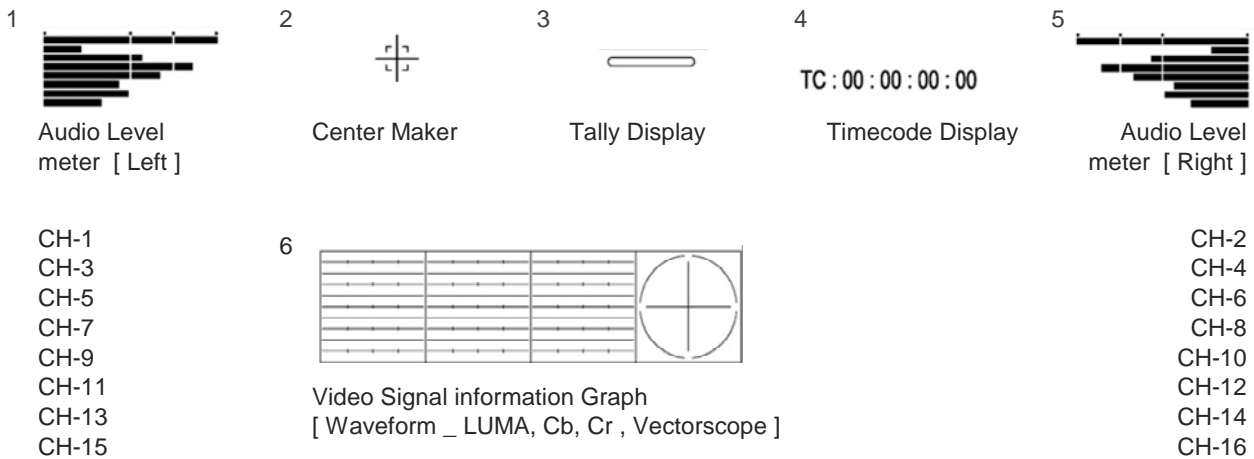 1
2
3
4
5
TC : 00 : 00 : 00 : 00
Audio Level
meter [ Left ]
Center Maker
Tally Display
Timecode Display
Audio Level
meter [ Right ]
CH-1
CH-3
CH-5
CH-7
CH-9
CH-11
CH-13
CH-15
6
Video Signal information Graph
[ Waveform _ LUMA, Cb, Cr , Vectorscope ]
CH-2
CH-4
CH-6
CH-8
CH-10
CH-12
CH-14
CH-16